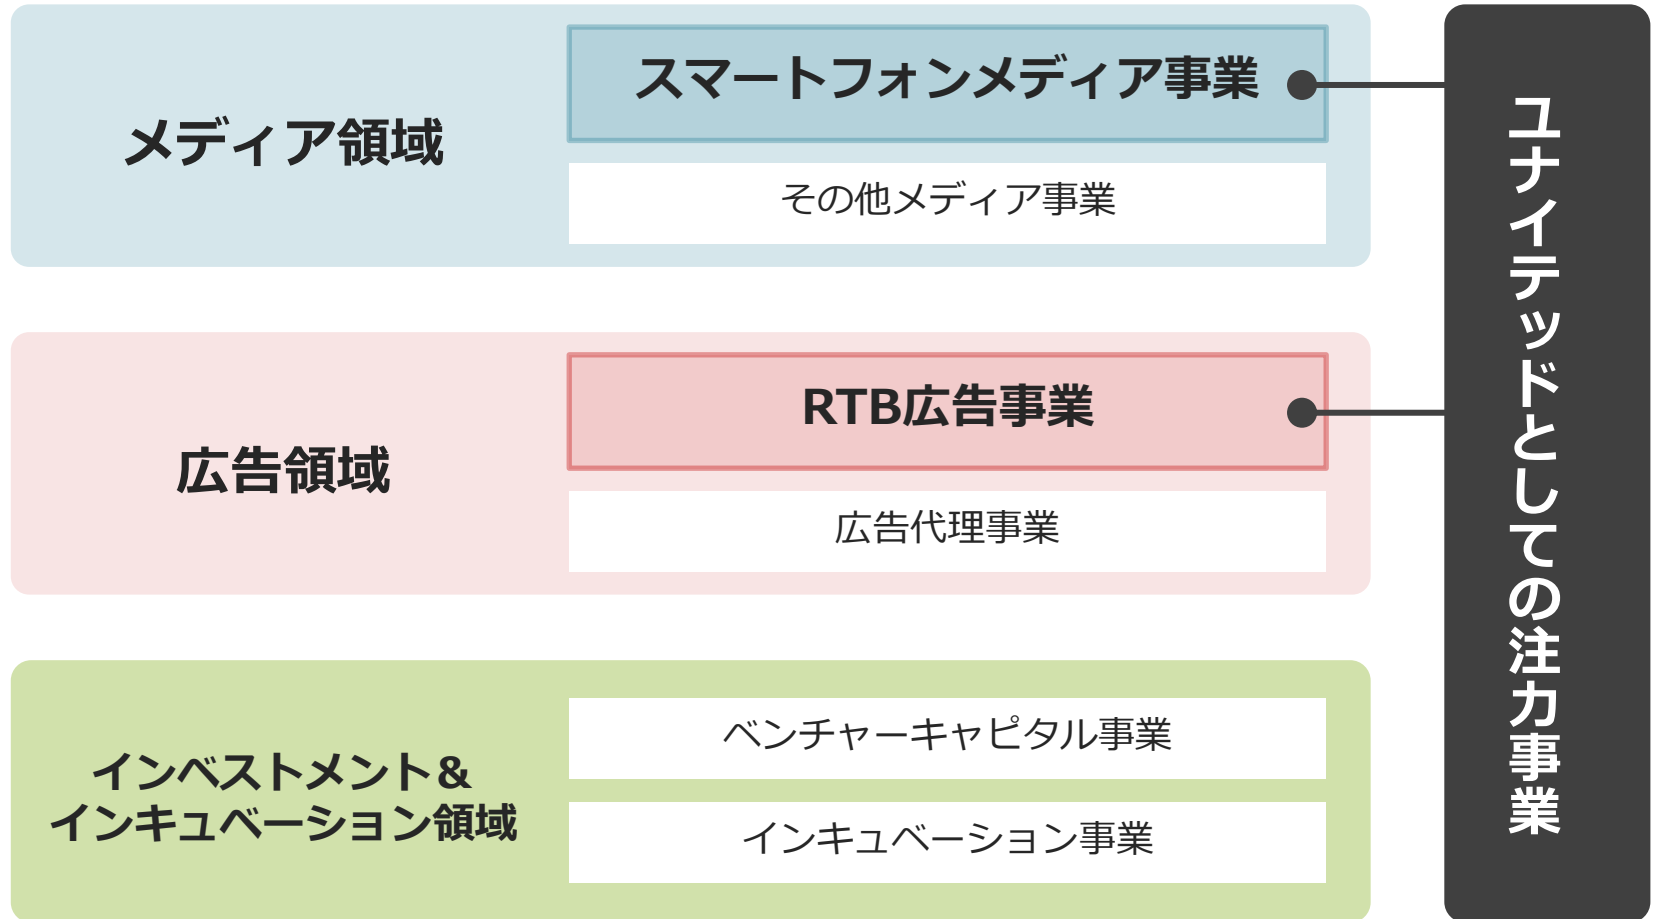 メディア領域
スマートフォンメディア事業
その他メディア事業
広告領域
RTB広告事業
広告代理事業
インベストメント＆
インキュベーション領域
ベンチャーキャピタル事業
インキュベーション事業
ユナイテッドとしての注力事業